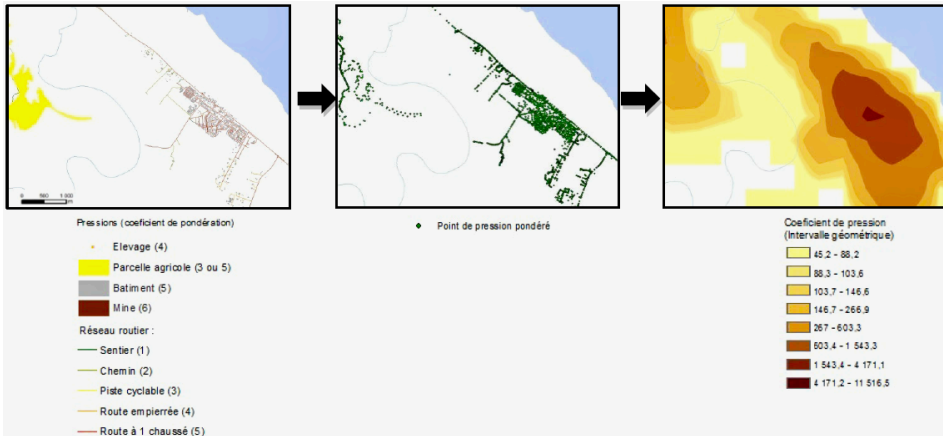 0 500 1 000
Pressions (coeficient de pondération)
Elevage (4)
Parcelle agricole (3 ou 5)
Batiment (5)
Mine (6)
Réseau routier :
Sentier (1)
Chemin (2)
Piste cyclable (3)
Route empierrée (4)
Route à 1 chaussé (5)
Point de pression pondéré
Coeficient de pression
(Intervalle géométrique)
45,2 - 88,2
88,3 - 103,6
103,7 - 146,6
146,7 - 266,9
267 - 603,3
603,4 - 1 543,3
1 543,4 - 4 171,1
4 171,2 - 11 516,5